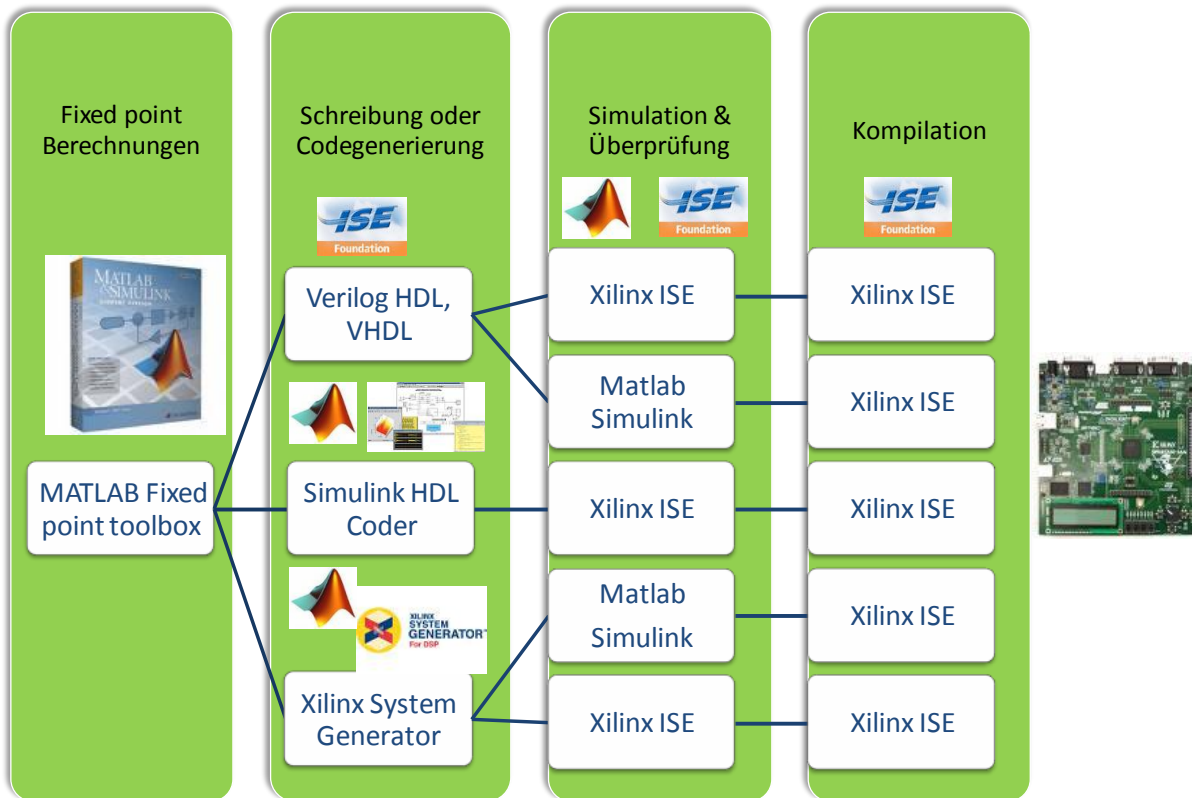 Fixed point
Berechnungen
MATLAB
&SIMULINK
MATLAB Fixed
point toolbox
Schreibung oder
Codegenerierung
ISE
Foundation
Verilog HDL,
VHDL
Simulink HDL
Coder
XILINX
SYSTEM
GENERATOR
For DSP
Xilinx System
Generator
Simulation &
Überprüfung
ISE
Foundation
Xilinx ISE
Matlab
Simulink
Xilinx ISE
Matlab
Simulink
Xilinx ISE
Kompilation
ISE
Foundation
Xilinx ISE
Xilinx ISE
Xilinx ISE
Xilinx ISE
Xilinx ISE